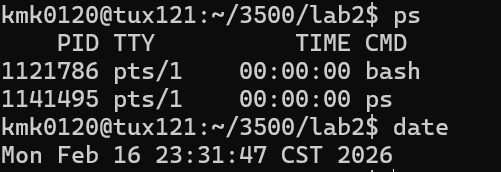 kmk0120@tux121:~/3500/lab2$ ps
    PID TTY          TIME CMD
1121786 pts/1    00:00:00 bash
1141495 pts/1    00:00:00 ps
kmk0120@tux121:~/3500/lab2$ date
Mon Feb 16 23:31:47 CST 2026